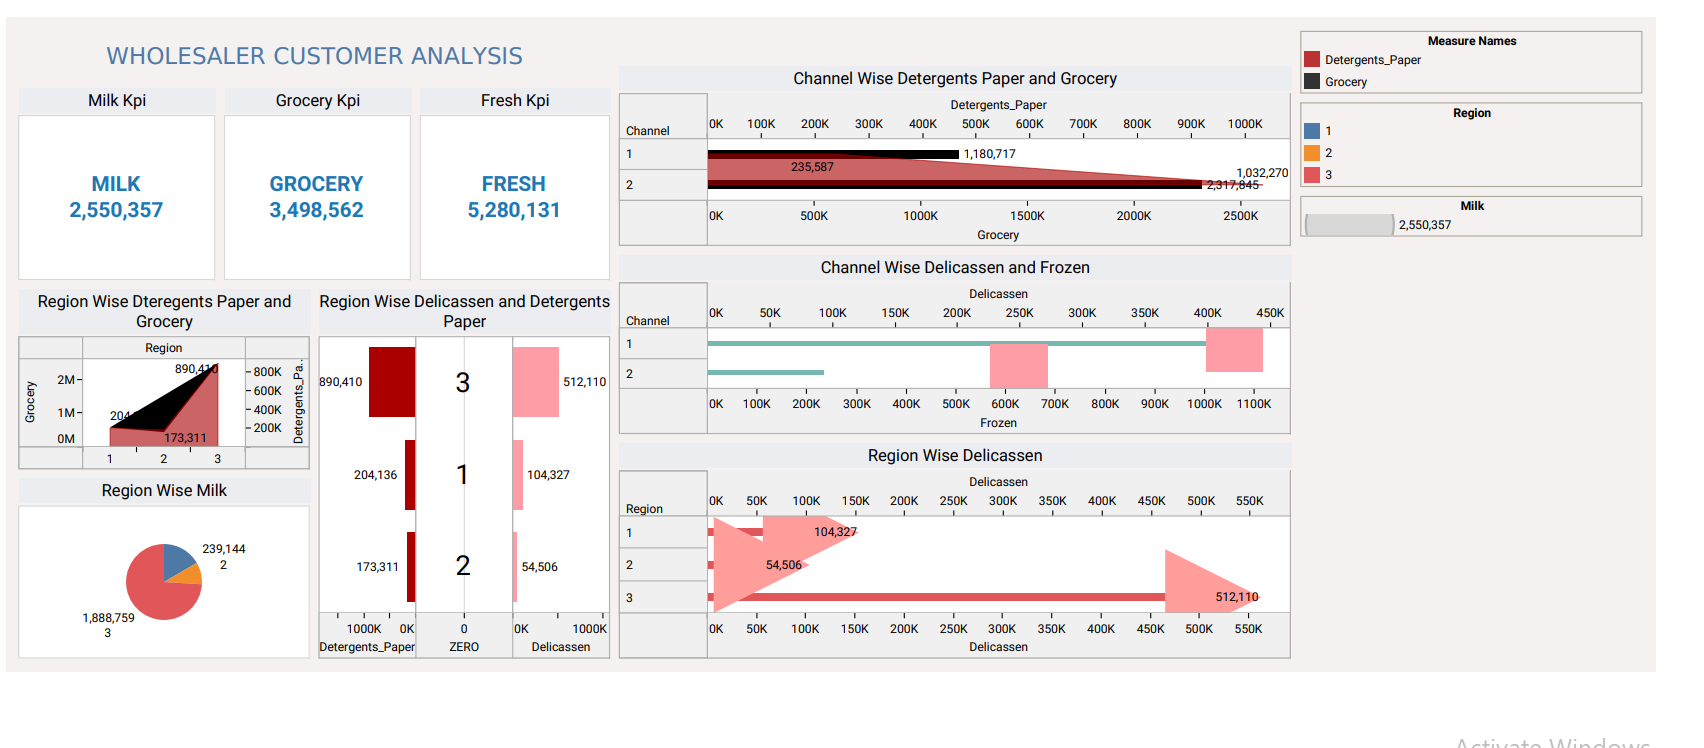 WHOLESALER CUSTOMER ANALYSIS
Milk Kpi
MILK
2,550,357
Grocery Kpi
GROCERY
3,498,562
Fresh Kpi
FRESH
5,280,131
Region Wise Dteregents Paper and
Grocery
Region
Grocery
2M
1M
0M
890,410
204
173,311
800K
600K
400K
200K
Detergents_Pa..
1 2 3
Region Wise Milk
239,144
2
1,888,759
3
Region Wise Delicassen and Detergents
Paper
890,410 3 512,110
204,136 1 104,327
173,311 2 54,506
1000K 0K 0 0K 1000K
Detergents_Paper ZERO Delicassen
Channel Wise Detergents Paper and Grocery
Detergents_Paper
0K 100K 200K 300K 400K 500K 600K 700K 800K 900K 1000K
Channel
1 1,180,717
235,587
1,032,270
2 2,317,845
0K 500K 1000K 1500K 2000K 2500K
Grocery
Channel Wise Delicassen and Frozen
Delicassen
0K 50K 100K 150K 200K 250K 300K 350K 400K 450K
Channel
1
2
0K 100K 200K 300K 400K 500K 600K 700K 800K 900K 1000K 1100K
Frozen
Region Wise Delicassen
Delicassen
0K 50K 100K 150K 200K 250K 300K 350K 400K 450K 500K 550K
Region
1 104,327
2 54,506
3 512,110
0K 50K 100K 150K 200K 250K 300K 350K 400K 450K 500K 550K
Delicassen
Measure Names
Detergents_Paper
Grocery
Region
1
2
3
Milk
2,550,357
Activate Windows